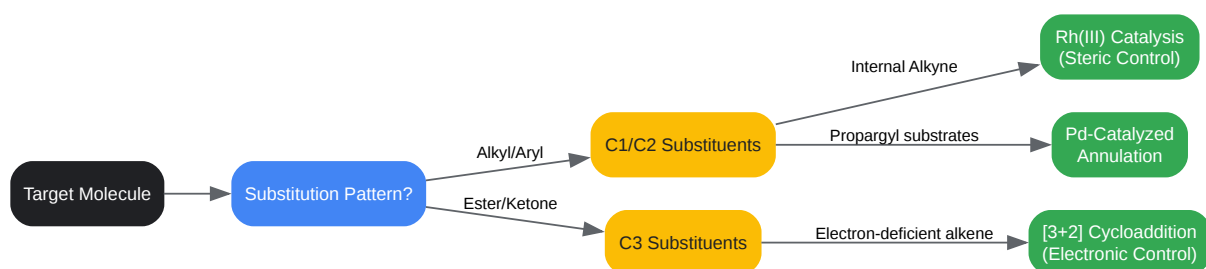 Target Molecule
Substitution Pattern?
Alkyl/Aryl
Ester/Ketone
C1/C2 Substituents
C3 Substituents
Internal Alkyne
Propargyl substrates
Electron-deficient alkene
Rh(III) Catalysis
(Steric Control)
Pd-Catalyzed
Annulation
[3+2] Cycloaddition
(Electronic Control)